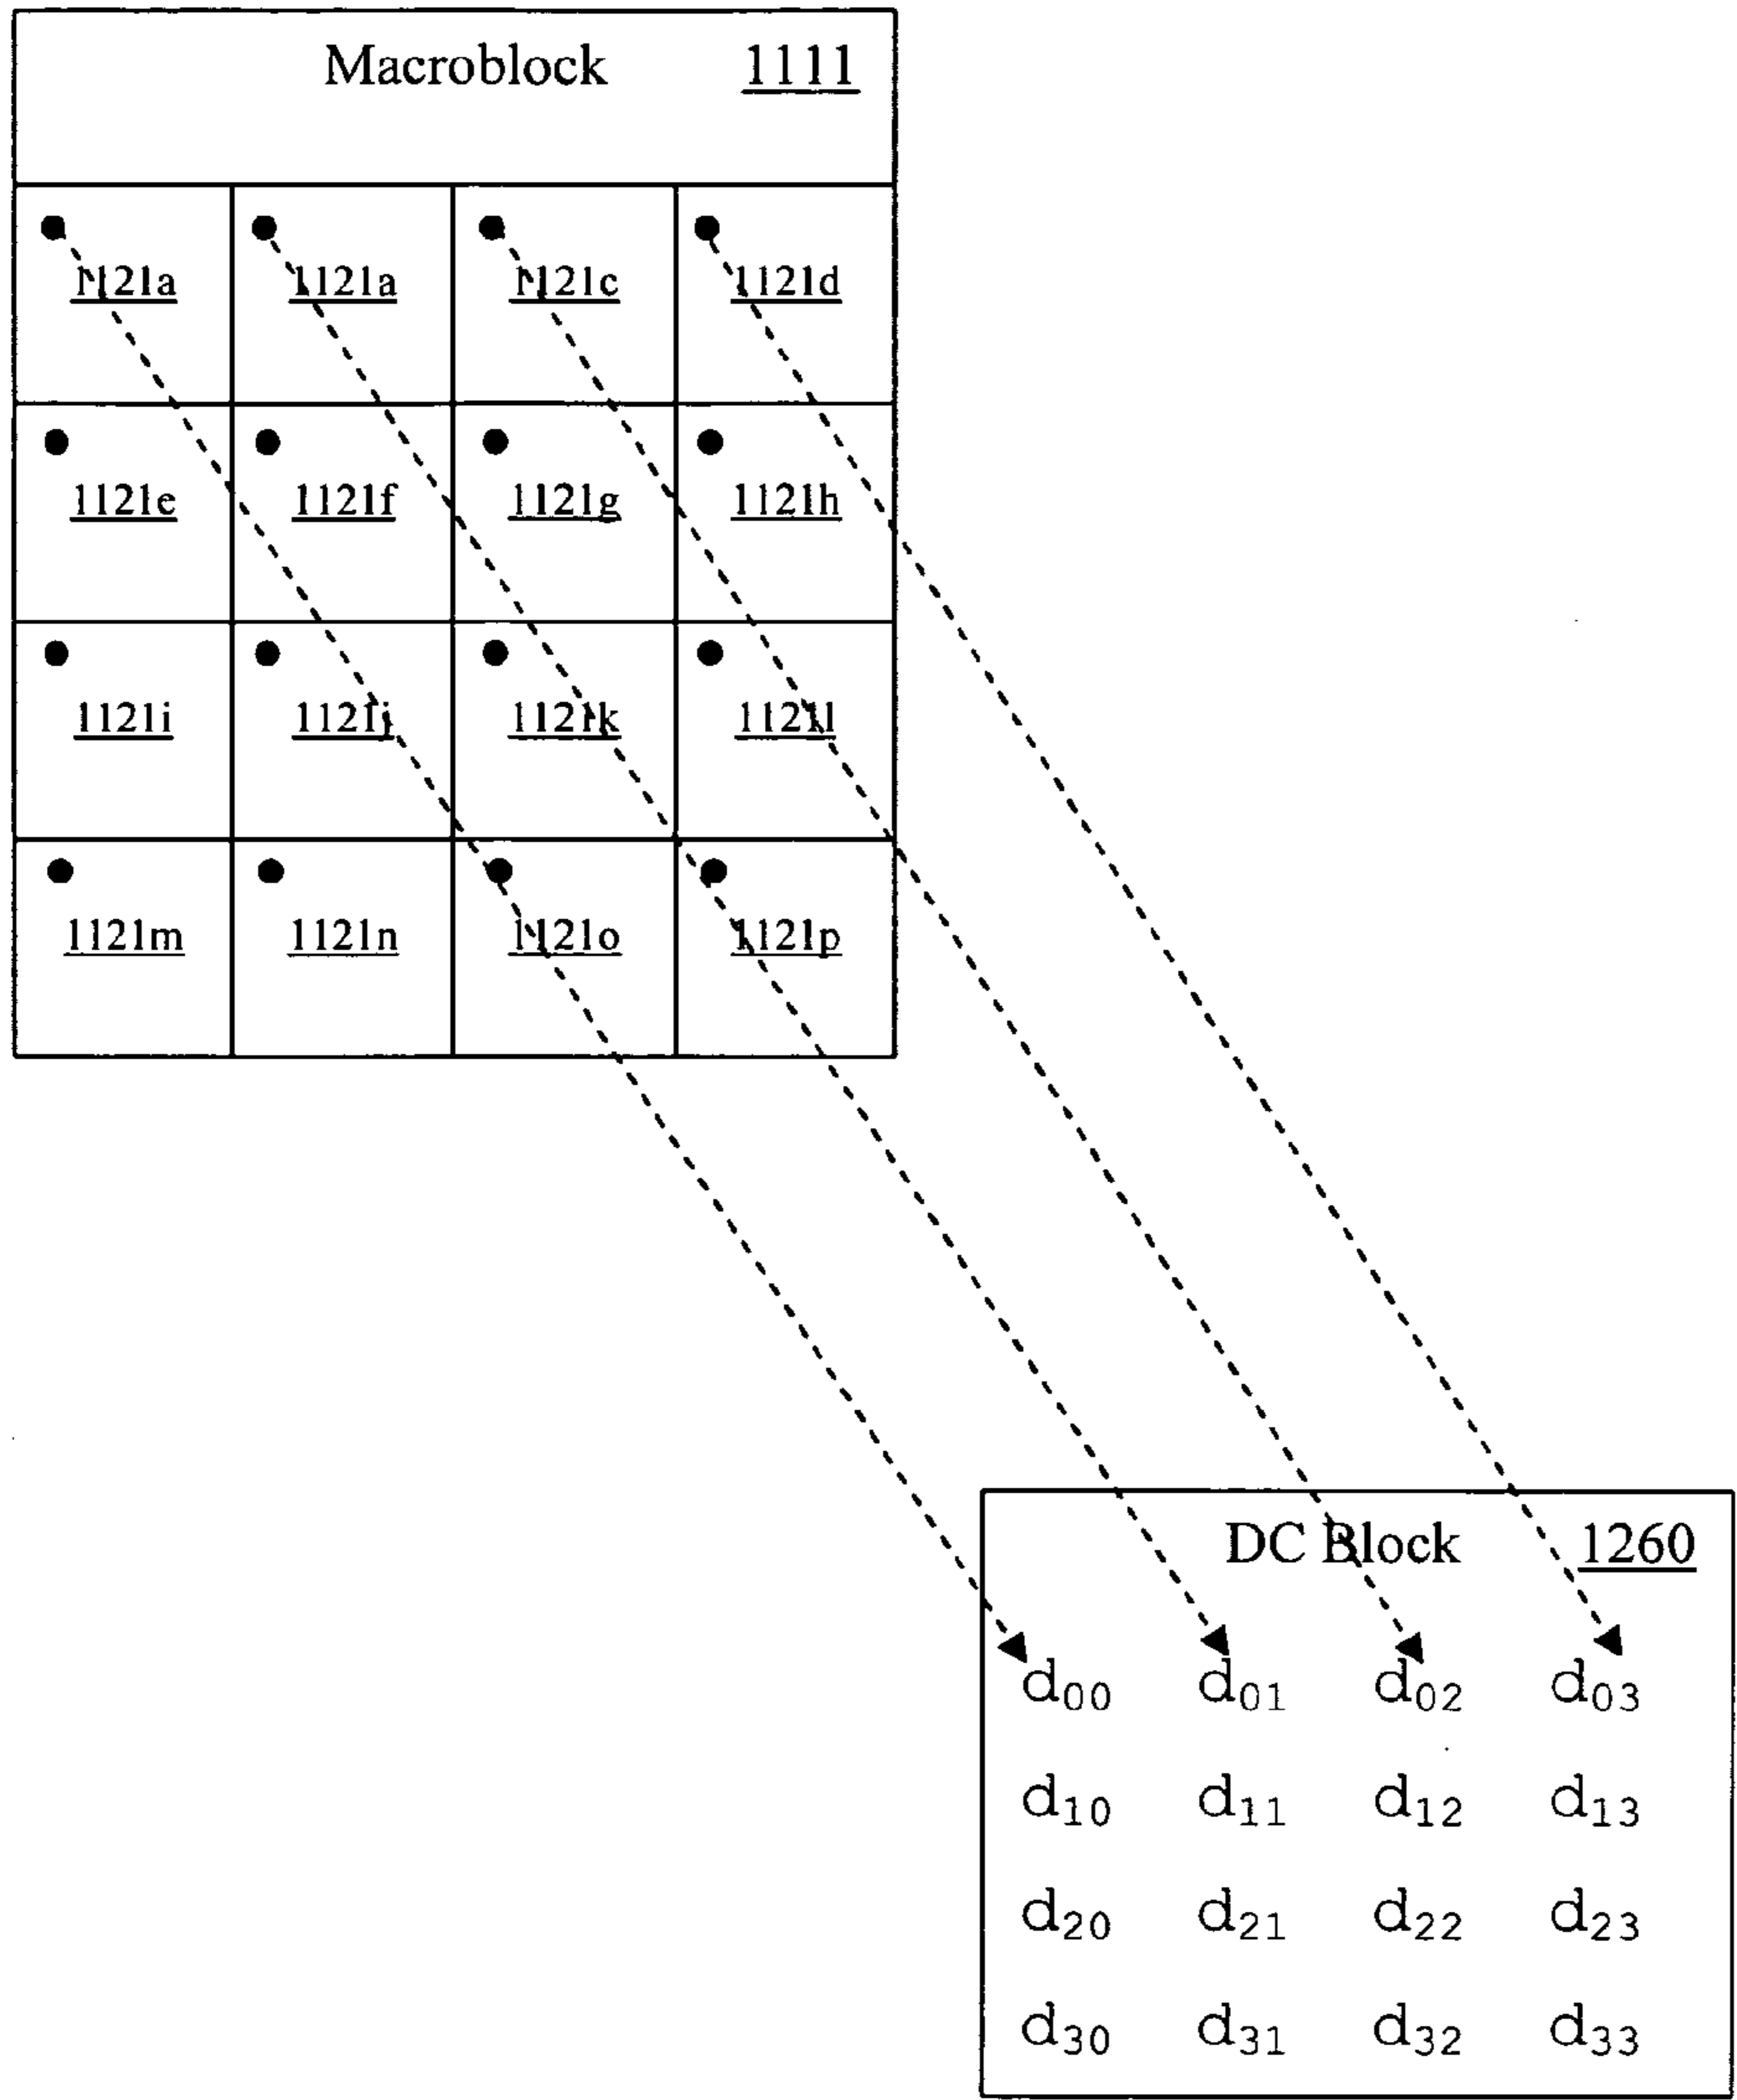 Macroblock 1111
1121a 1121a 1121c 1121d
1121e 1121f 1121g 1121h
1121i 1121j 1121k 1121l
1121m 1121n 1121o 1121p
DC Block 1260
d00 d01 d02 d03
d10 d11 d12 d13
d20 d21 d22 d23
d30 d31 d32 d33